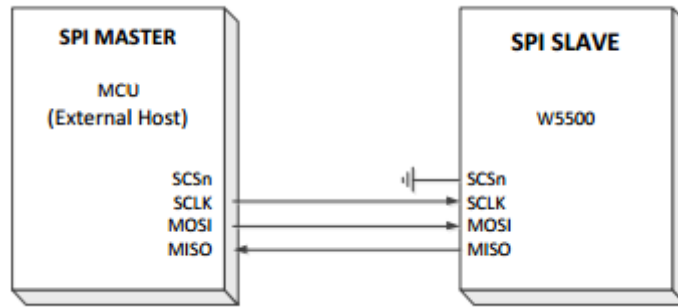 SPI MASTER
MCU
(External Host)
SCSn
SCLK
MOSI
MISO
SPI SLAVE
W5500
SCSn
SCLK
MOSI
MISO